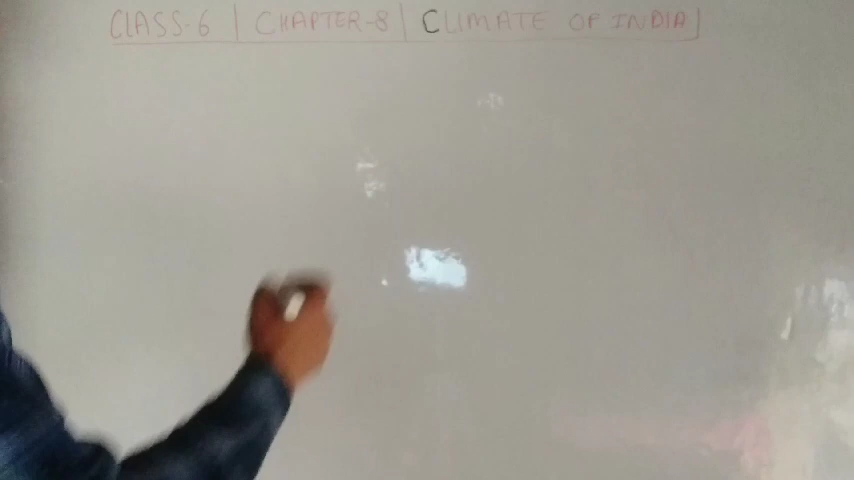 CLASS-6 | CHAPTER-8 | CLIMATE OF INDIA